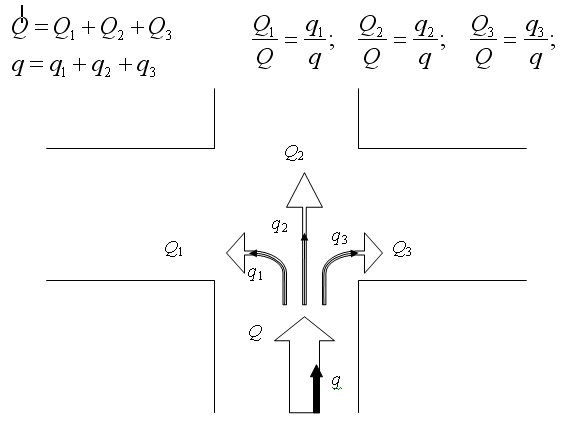 Q = Q₁ + Q₂ + Q₃
q = q₁ + q₂ + q₃
Q₁/Q = q₁/q; Q₂/Q = q₂/q; Q₃/Q = q₃/q;
Q₂
q₂
q₃
Q₁
Q₃
q₁
Q
q